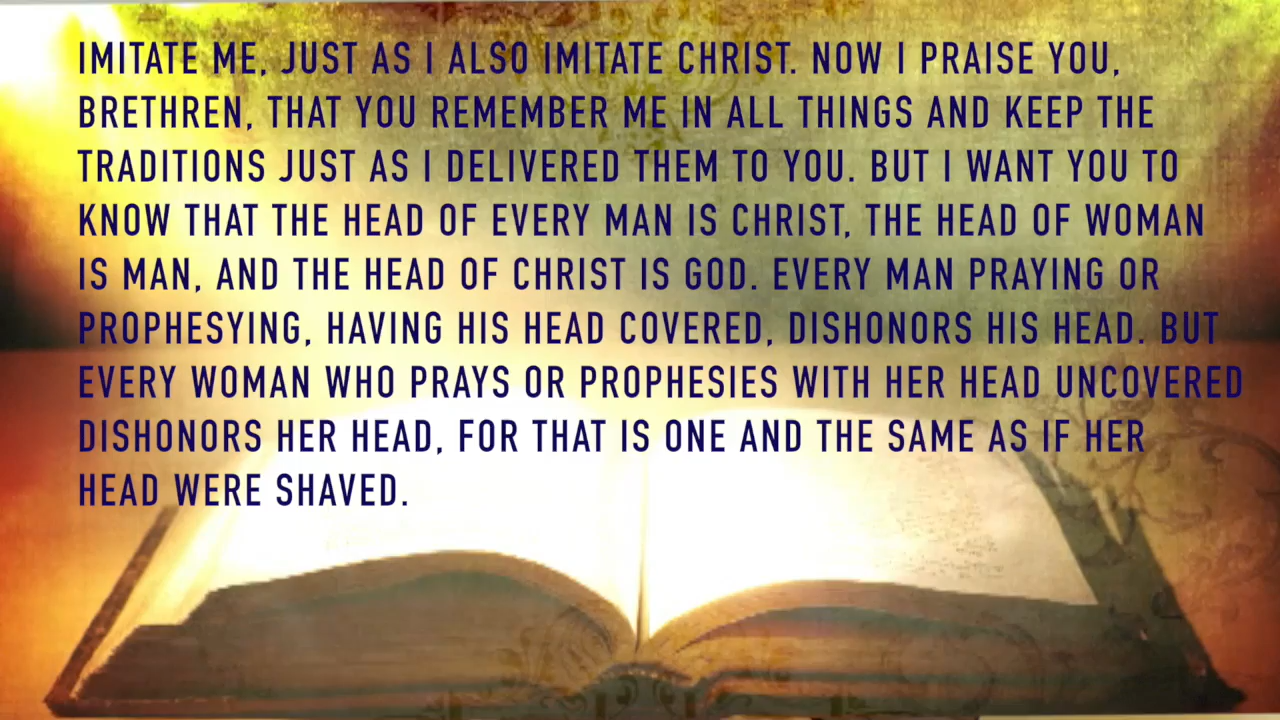 IMITATE ME, JUST AS I ALSO IMITATE CHRIST. NOW I PRAISE YOU,
BRETHREN, THAT YOU REMEMBER ME IN ALL THINGS AND KEEP THE
TRADITIONS JUST AS I DELIVERED THEM TO YOU. BUT I WANT YOU TO
KNOW THAT THE HEAD OF EVERY MAN IS CHRIST, THE HEAD OF WOMAN
IS MAN, AND THE HEAD OF CHRIST IS GOD. EVERY MAN PRAYING OR
PROPHESYING, HAVING HIS HEAD COVERED, DISHONORS HIS HEAD. BUT
EVERY WOMAN WHO PRAYS OR PROPHESIES WITH HER HEAD UNCOVERED
DISHONORS HER HEAD, FOR THAT IS ONE AND THE SAME AS IF HER
HEAD WERE SHAVED.